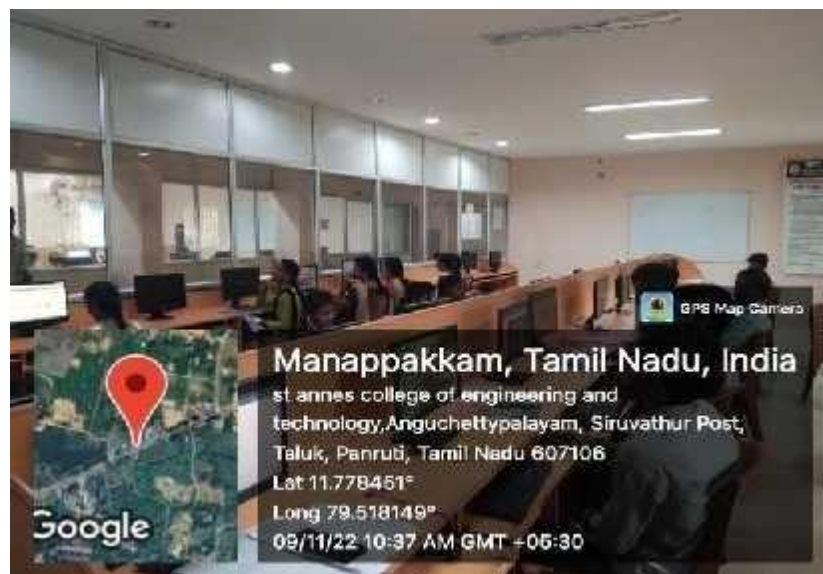 GPS Map Camera
Manappakkam, Tamil Nadu, India
st annes college of engineering and
technology,Anguchettypalayam, Siruvathur Post,
Taluk, Panruti, Tamil Nadu 607106
Lat 11.778451°
Long 79.518149°
09/11/22 10:37 AM GMT +05:30
Google